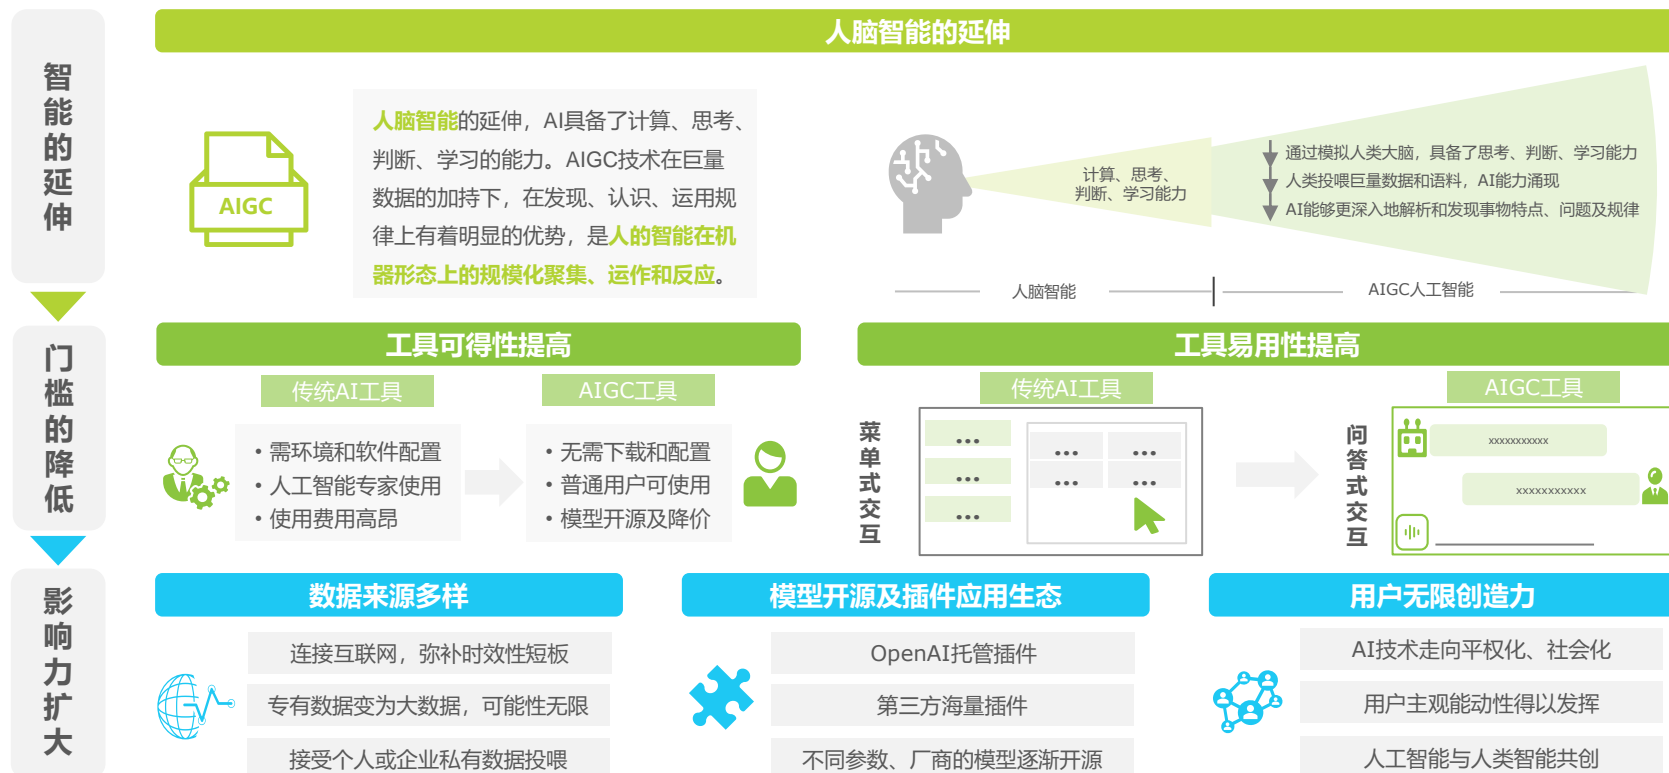 智能的延伸
人脑智能的延伸
AIGC
人脑智能的延伸，AI具备了计算、思考、
判断、学习的能力。AIGC技术在巨量
数据的加持下，在发现、认识、运用规
律上有着明显的优势，是人的智能在机
器形态上的规模化聚集、运作和反应。
计算、思考、
判断、学习能力
通过模拟人类大脑，具备了思考、判断、学习能力
人类投喂巨量数据和语料，AI能力涌现
AI能够更深入地解析和发现事物特点、问题及规律
人脑智能
AIGC人工智能
门槛的降低
工具可得性提高
传统AI工具
• 需环境和软件配置
• 人工智能专家使用
• 使用费用高昂
AIGC工具
• 无需下载和配置
• 普通用户可使用
• 模型开源及降价
工具易用性提高
菜单式交互
传统AI工具
...
...
...
... ...
... ...
问答式交互
AIGC工具
xxxxxxxxxxx
xxxxxxxxxxx
影响力扩大
数据来源多样
连接互联网，弥补时效性短板
专有数据变为大数据，可能性无限
接受个人或企业私有数据投喂
模型开源及插件应用生态
OpenAI托管插件
第三方海量插件
不同参数、厂商的模型逐渐开源
用户无限创造力
AI技术走向平权化、社会化
用户主观能动性得以发挥
人工智能与人类智能共创